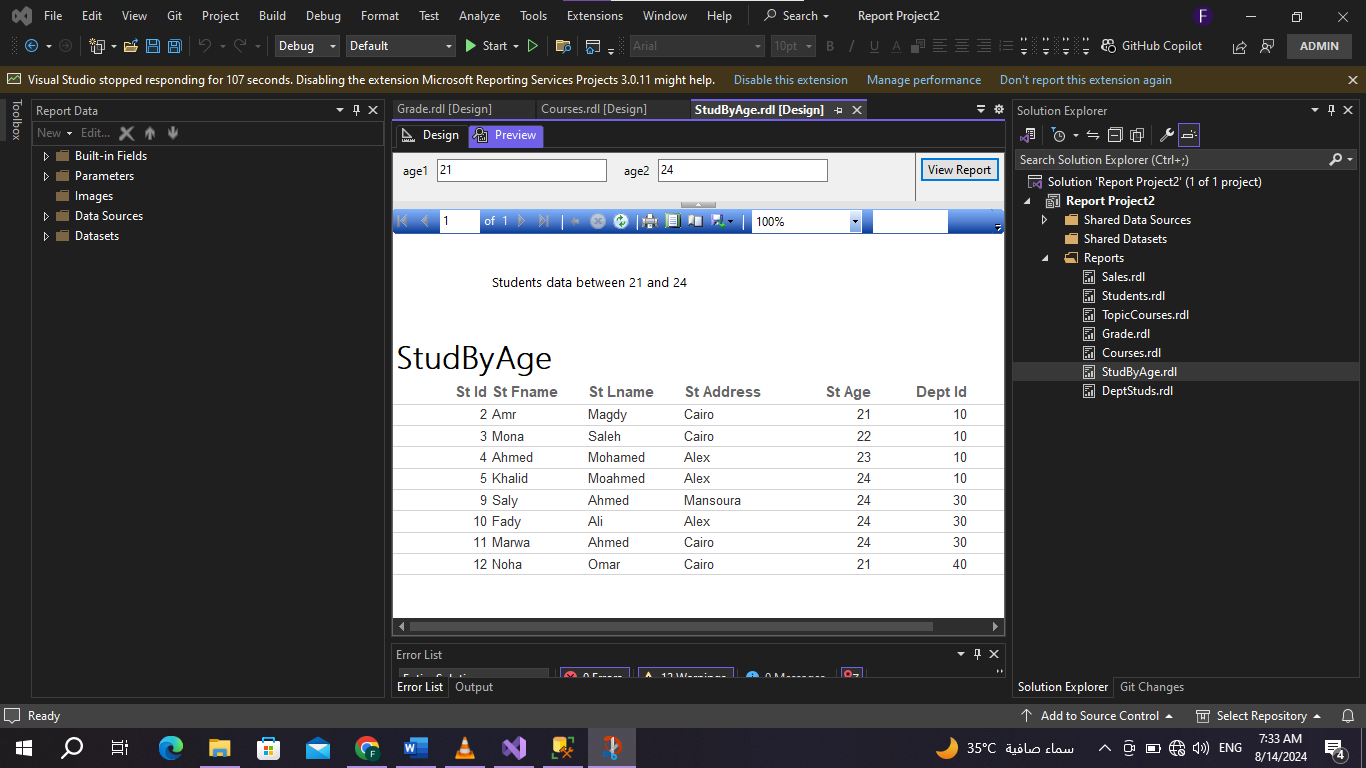 File Edit View Git Project Build Debug Format Test Analyze Tools Extensions Window Help Search Report Project2 F
Debug Default Start Arial 10pt B I U A GitHub Copilot ADMIN
Visual Studio stopped responding for 107 seconds. Disabling the extension Microsoft Reporting Services Projects 3.0.11 might help. Disable this extension Manage performance Don't report this extension again
Toolbox
Report Data
New Edit...
Built-in Fields
Parameters
Images
Data Sources
Datasets
Grade.rdl [Design] Courses.rdl [Design] StudByAge.rdl [Design]
Design Preview
age1 21 age2 24 View Report
1 of 1 100%
Students data between 21 and 24
StudByAge
St Id St Fname St Lname St Address St Age Dept Id
2 Amr Magdy Cairo 21 10
3 Mona Saleh Cairo 22 10
4 Ahmed Mohamed Alex 23 10
5 Khalid Moahmed Alex 24 10
9 Saly Ahmed Mansoura 24 30
10 Fady Ali Alex 24 30
11 Marwa Ahmed Cairo 24 30
12 Noha Omar Cairo 21 40
Error List
Entire Solution 0 Errors 12 Warnings 0 Messages
Error List Output
Solution Explorer
Search Solution Explorer (Ctrl+;)
Solution 'Report Project2' (1 of 1 project)
Report Project2
Shared Data Sources
Shared Datasets
Reports
Sales.rdl
Students.rdl
TopicCourses.rdl
Grade.rdl
Courses.rdl
StudByAge.rdl
DeptStuds.rdl
Solution Explorer Git Changes
Ready Add to Source Control Select Repository
35°C سماء صافية ENG 7:33 AM
8/14/2024 4